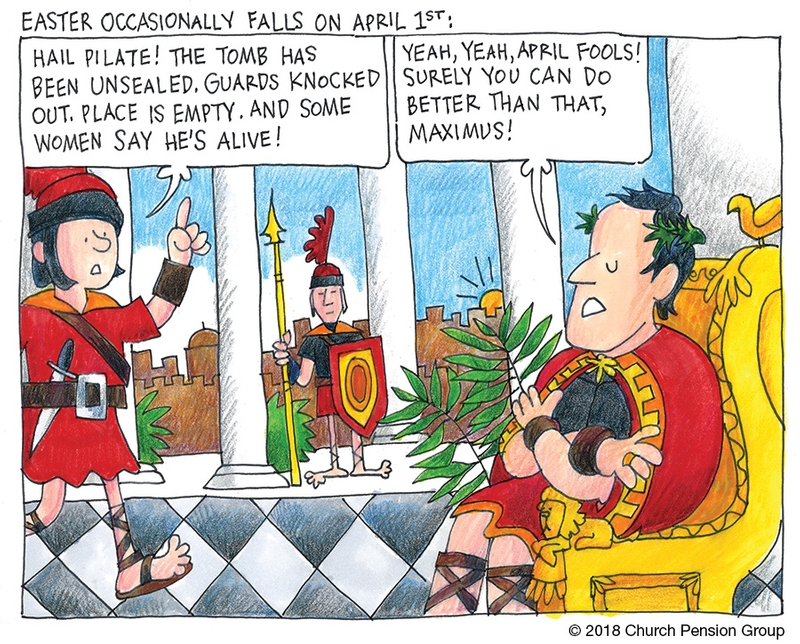 EASTER OCCASIONALLY FALLS ON APRIL 1ST:
HAIL PILATE! THE TOMB HAS
BEEN UNSEALED. GUARDS KNOCKED
OUT. PLACE IS EMPTY. AND SOME
WOMEN SAY HE'S ALIVE!
YEAH, YEAH, APRIL FOOLS!
SURELY YOU CAN DO
BETTER THAN THAT,
MAXIMUS!
© 2018 Church Pension Group